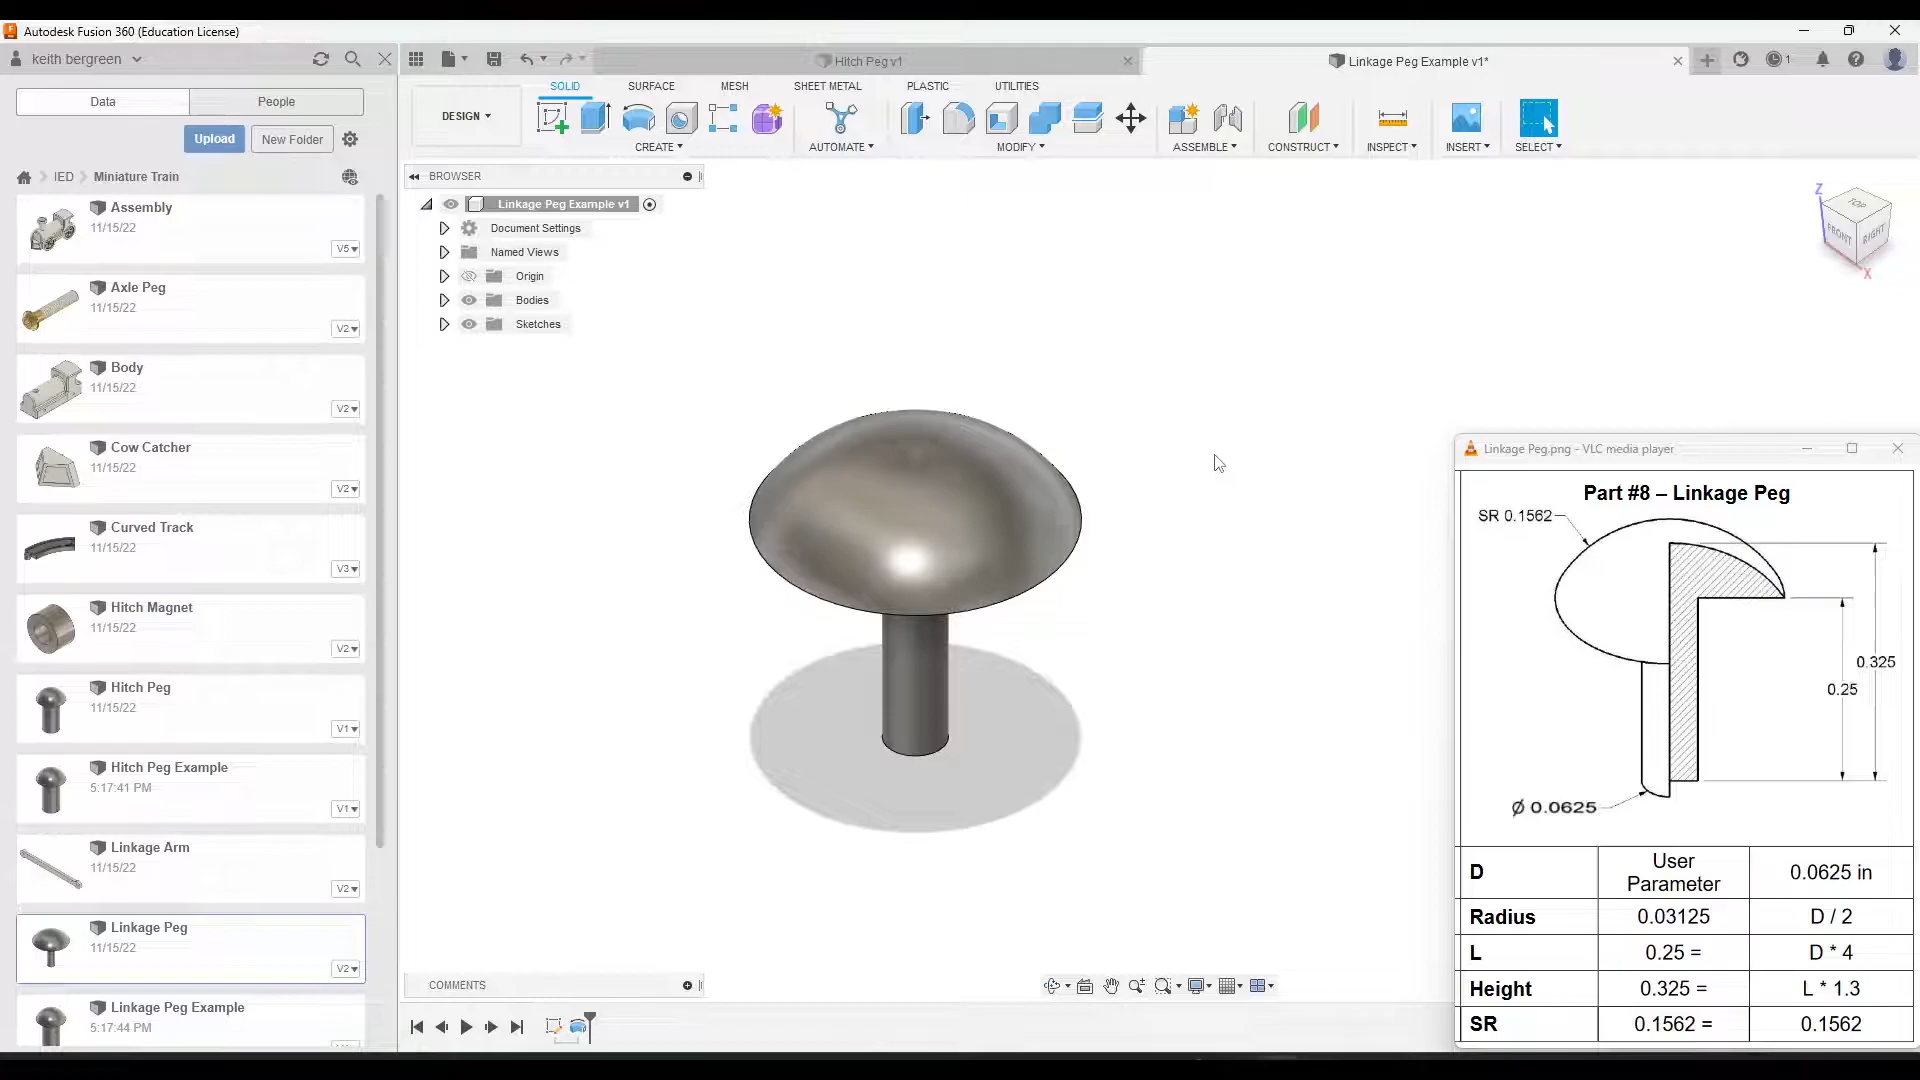 Autodesk Fusion 360 (Education License)
keith bergreen
Hitch Peg v1
Linkage Peg Example v1*
1
Data
People
Upload
New Folder
IED
Miniature Train
Assembly
11/15/22
V5
Axle Peg
11/15/22
V2
Body
11/15/22
V2
Cow Catcher
11/15/22
V2
Curved Track
11/15/22
V3
Hitch Magnet
11/15/22
V2
Hitch Peg
11/15/22
V1
Hitch Peg Example
5:17:41 PM
V1
Linkage Arm
11/15/22
V2
Linkage Peg
11/15/22
V2
Linkage Peg Example
5:17:44 PM
DESIGN
SOLID
SURFACE
MESH
SHEET METAL
PLASTIC
UTILITIES
CREATE
AUTOMATE
MODIFY
ASSEMBLE
CONSTRUCT
INSPECT
INSERT
SELECT
BROWSER
Linkage Peg Example v1
Document Settings
Named Views
Origin
Bodies
Sketches
Z
TOP
FRONT
RIGHT
X
COMMENTS
Linkage Peg.png - VLC media player
Part #8 – Linkage Peg
SR 0.1562
0.325
0.25
Ø 0.0625
D User Parameter 0.0625 in
Radius 0.03125 D / 2
L 0.25 = D * 4
Height 0.325 = L * 1.3
SR 0.1562 = 0.1562